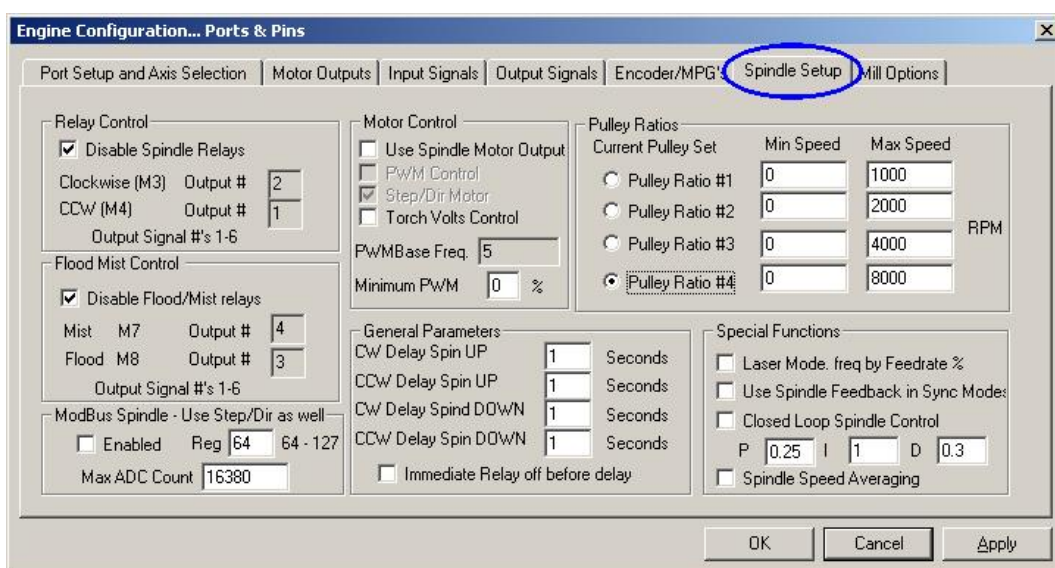 Engine Configuration... Ports & Pins
Port Setup and Axis Selection
Motor Outputs
Input Signals
Output Signals
Encoder/MPG's
Spindle Setup
Mill Options
Relay Control
Disable Spindle Relays
Clockwise (M3) Output # 2
CCW (M4) Output # 1
Output Signal #'s 1-6
Flood Mist Control
Disable Flood/Mist relays
Mist M7 Output # 4
Flood M8 Output # 3
Output Signal #'s 1-6
ModBus Spindle - Use Step/Dir as well
Enabled Reg 64 64 - 127
Max ADC Count 16380
Motor Control
Use Spindle Motor Output
PWM Control
Step/Dir Motor
Torch Volts Control
PWMBase Freq. 5
Minimum PWM 0 %
General Parameters
CW Delay Spin UP 1 Seconds
CCW Delay Spin UP 1 Seconds
CW Delay Spind DOWN 1 Seconds
CCW Delay Spin DOWN 1 Seconds
Immediate Relay off before delay
Pulley Ratios
Current Pulley Set Min Speed Max Speed
Pulley Ratio #1 0 1000
Pulley Ratio #2 0 2000
Pulley Ratio #3 0 4000
Pulley Ratio #4 0 8000
RPM
Special Functions
Laser Mode. freq by Feedrate %
Use Spindle Feedback in Sync Modes
Closed Loop Spindle Control
P 0.25 I 1 D 0.3
Spindle Speed Averaging
OK
Cancel
Apply